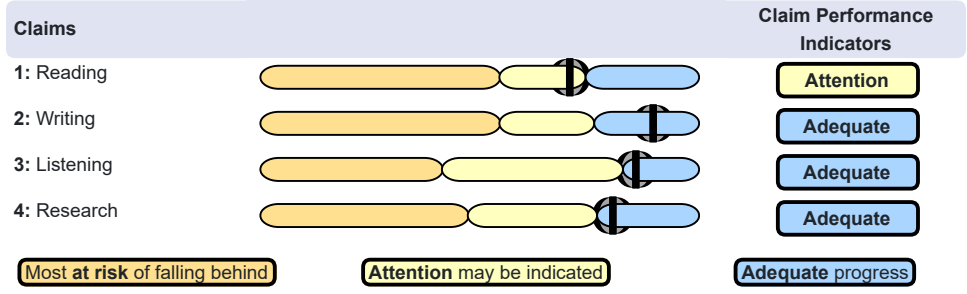 Claims
Claim Performance
Indicators
1: Reading
Attention
2: Writing
Adequate
3: Listening
Adequate
4: Research
Adequate
Most at risk of falling behind
Attention may be indicated
Adequate progress